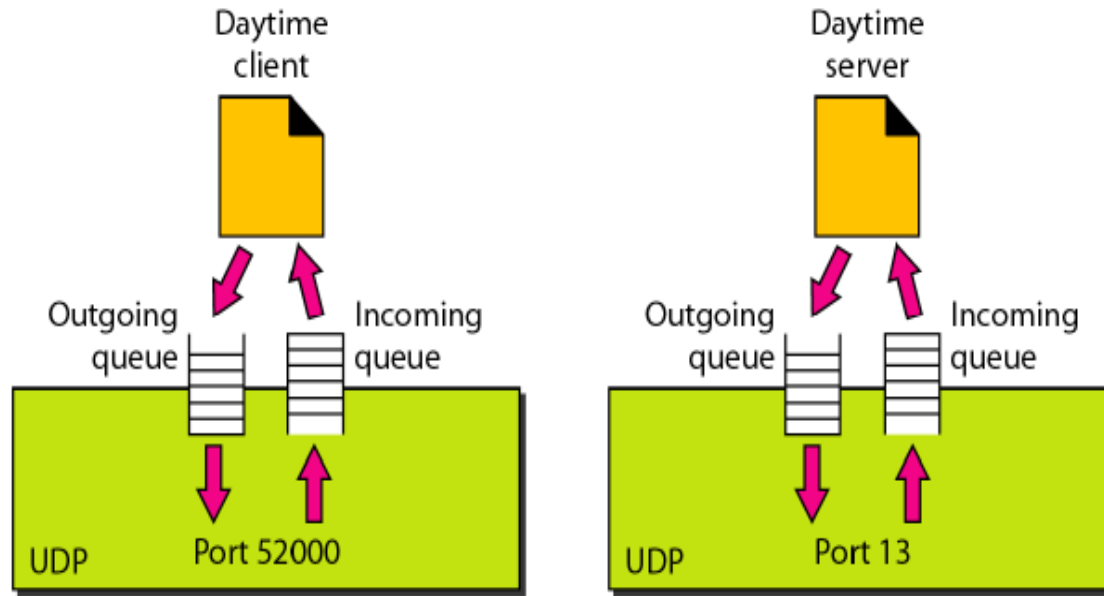 Daytime
client
Outgoing
queue
Incoming
queue
UDP
Port 52000
Daytime
server
Outgoing
queue
Incoming
queue
UDP
Port 13